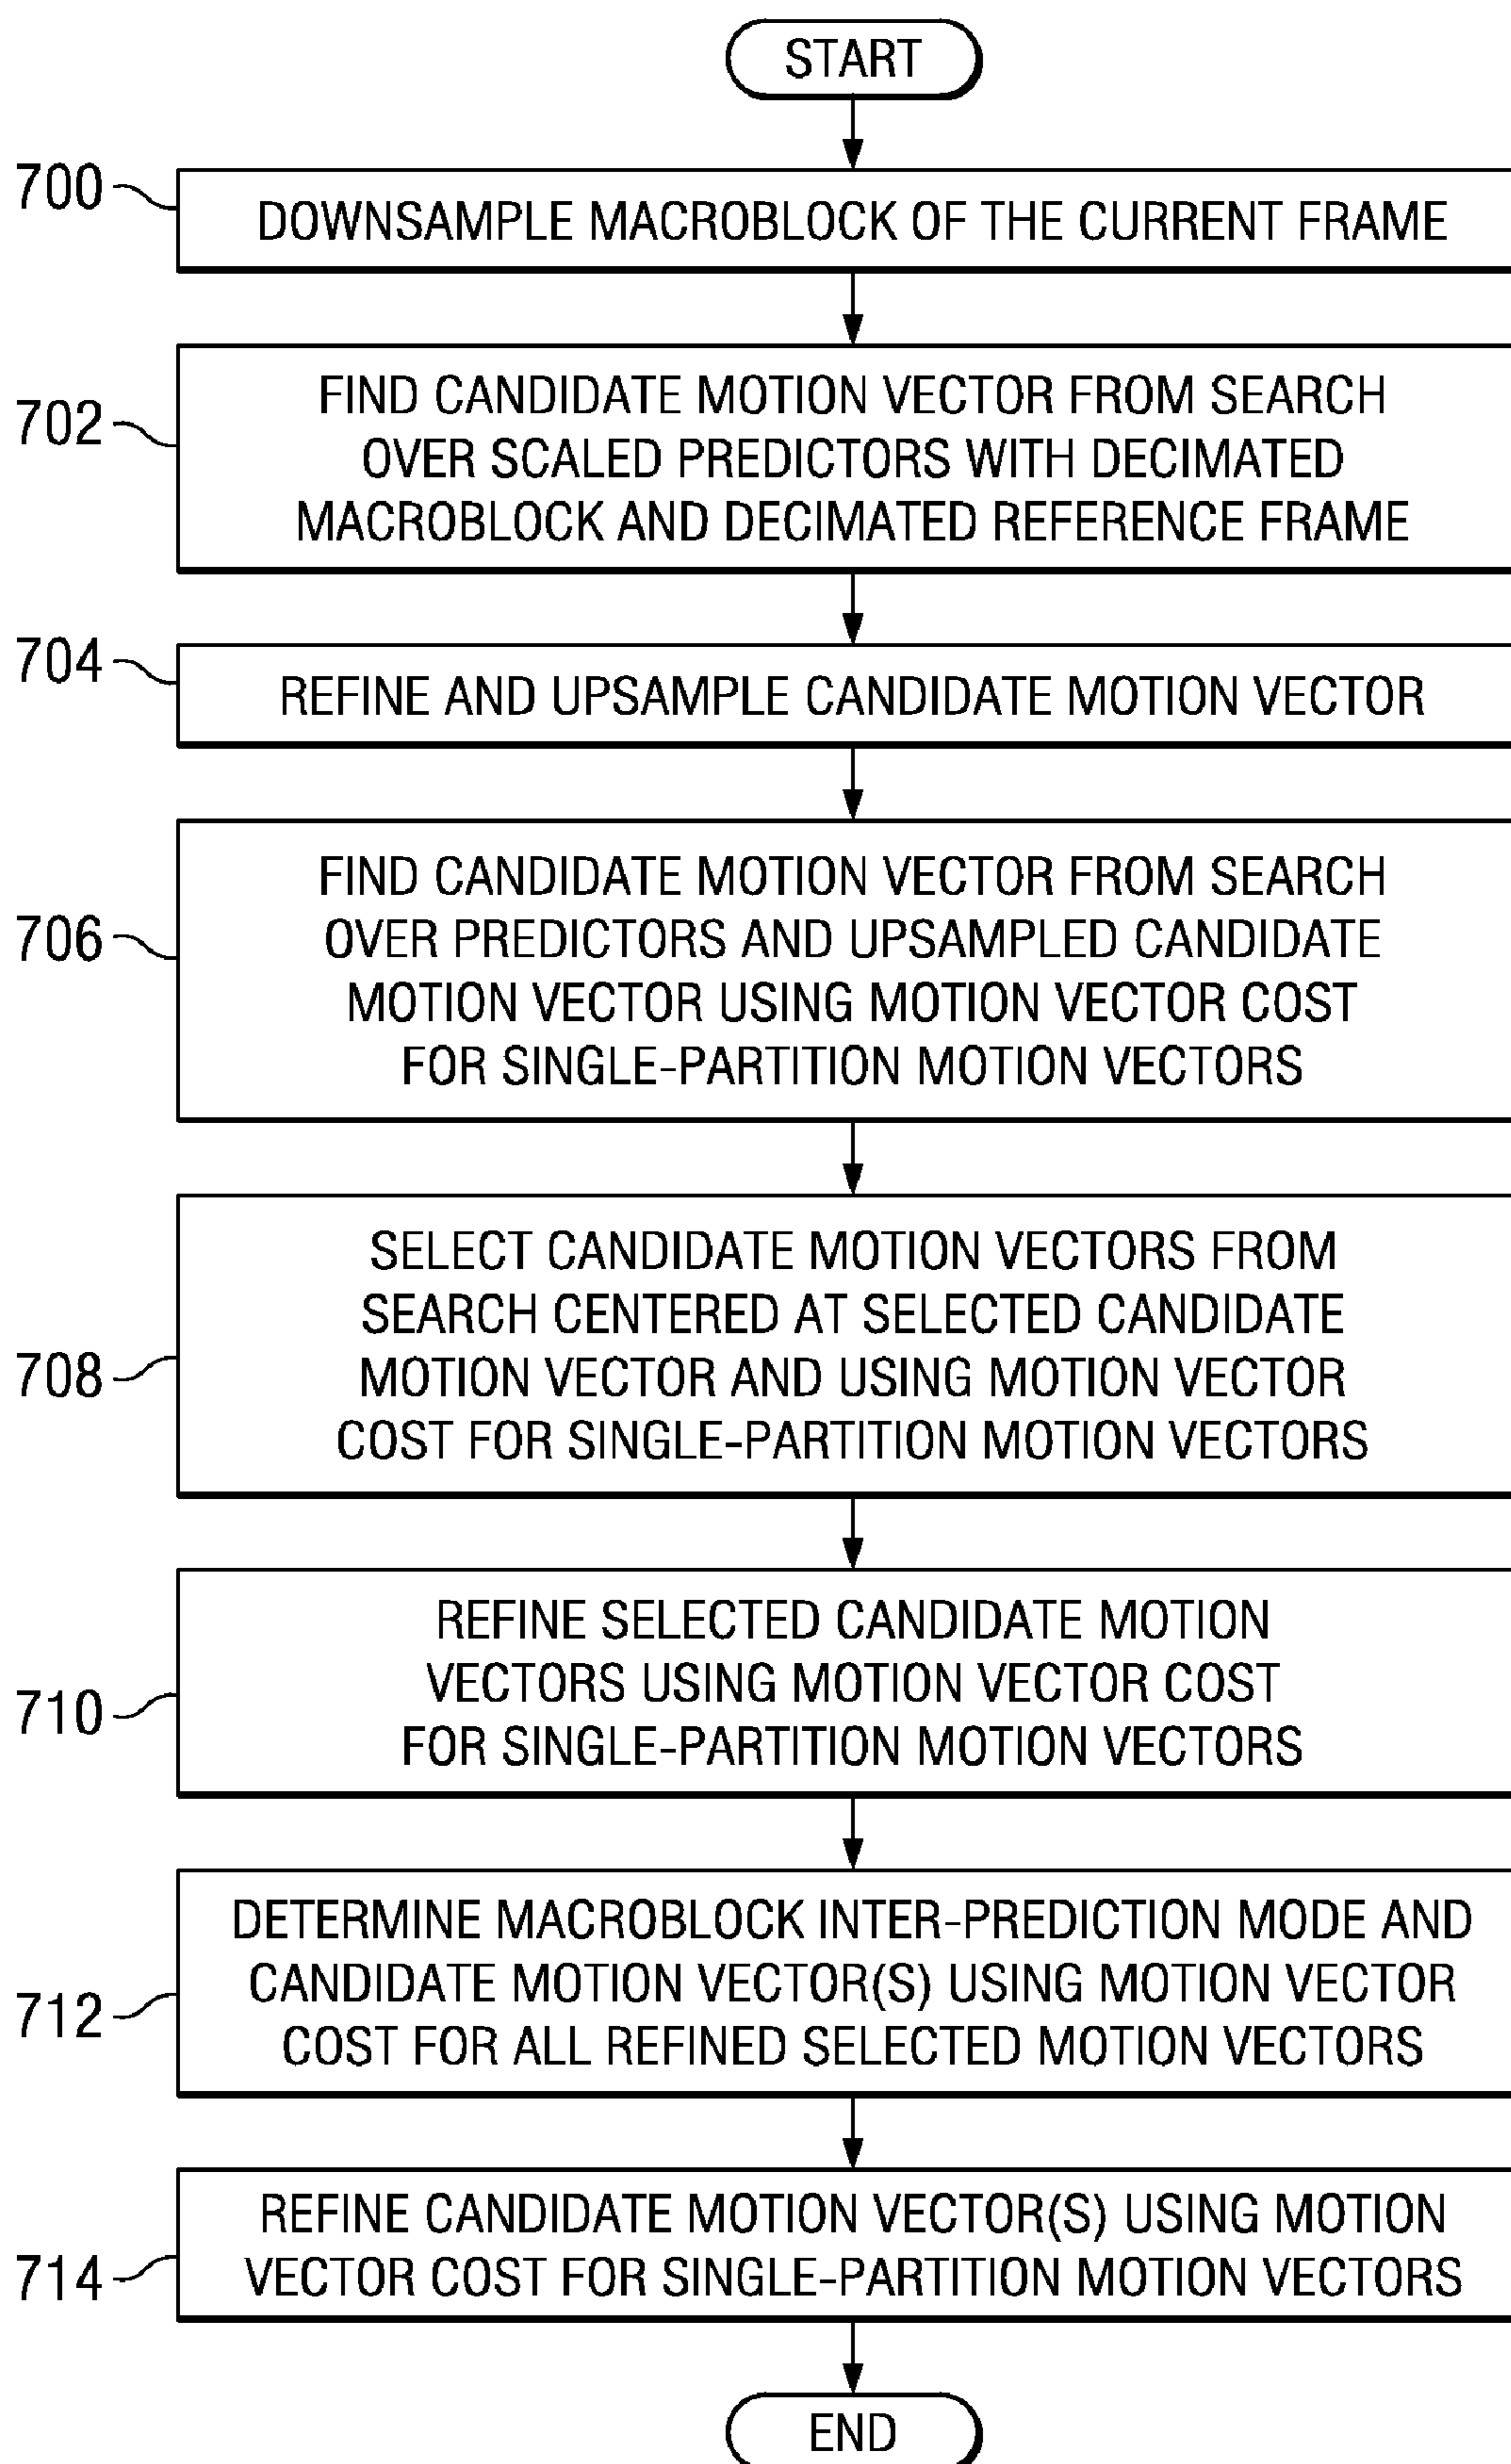 START
700
DOWNSAMPLE MACROBLOCK OF THE CURRENT FRAME
702
FIND CANDIDATE MOTION VECTOR FROM SEARCH
OVER SCALED PREDICTORS WITH DECIMATED
MACROBLOCK AND DECIMATED REFERENCE FRAME
704
REFINE AND UPSAMPLE CANDIDATE MOTION VECTOR
706
FIND CANDIDATE MOTION VECTOR FROM SEARCH
OVER PREDICTORS AND UPSAMPLED CANDIDATE
MOTION VECTOR USING MOTION VECTOR COST
FOR SINGLE-PARTITION MOTION VECTORS
708
SELECT CANDIDATE MOTION VECTORS FROM
SEARCH CENTERED AT SELECTED CANDIDATE
MOTION VECTOR AND USING MOTION VECTOR
COST FOR SINGLE-PARTITION MOTION VECTORS
710
REFINE SELECTED CANDIDATE MOTION
VECTORS USING MOTION VECTOR COST
FOR SINGLE-PARTITION MOTION VECTORS
712
DETERMINE MACROBLOCK INTER-PREDICTION MODE AND
CANDIDATE MOTION VECTOR(S) USING MOTION VECTOR
COST FOR ALL REFINED SELECTED MOTION VECTORS
714
REFINE CANDIDATE MOTION VECTOR(S) USING MOTION
VECTOR COST FOR SINGLE-PARTITION MOTION VECTORS
END